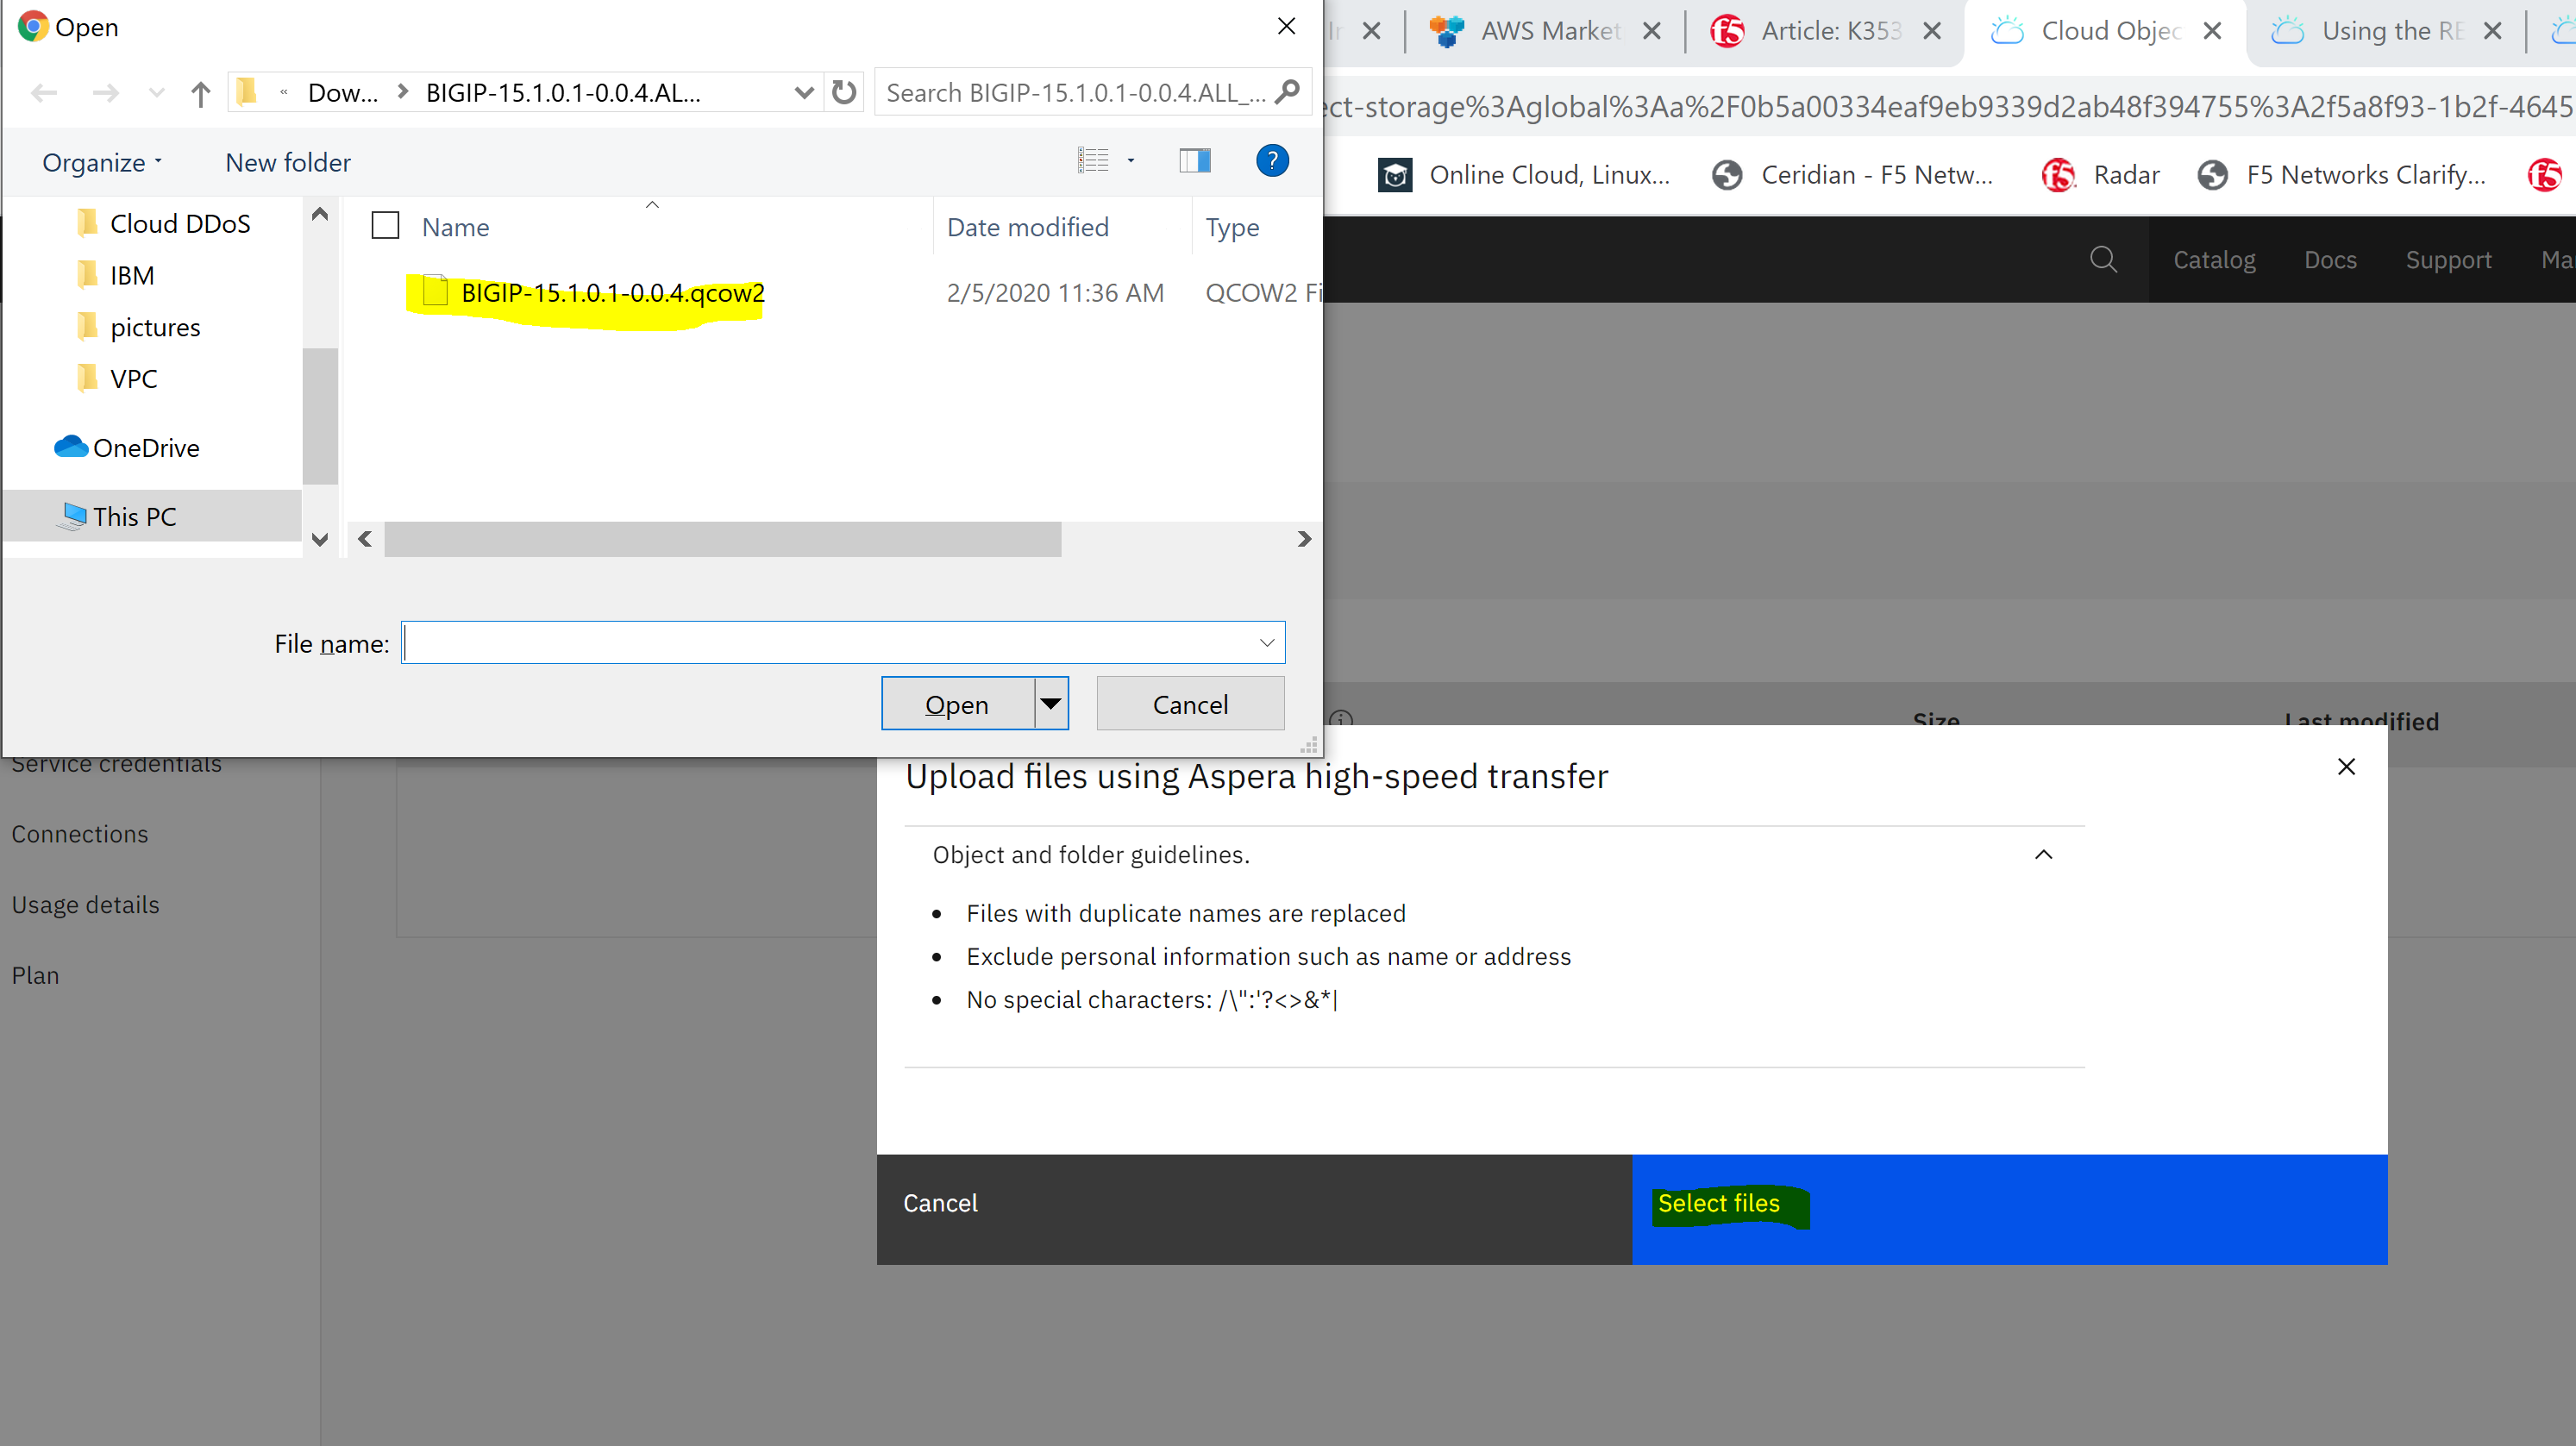 Open
Dow... > BIGIP-15.1.0.1-0.0.4.AL...
Search BIGIP-15.1.0.1-0.0.4.ALL_...
Organize
New folder
Cloud DDoS
IBM
pictures
VPC
OneDrive
This PC
Name
Date modified
Type
BIGIP-15.1.0.1-0.0.4.qcow2
2/5/2020 11:36 AM
QCOW2 Fi
File name:
Open
Cancel
AWS Market
Article: K353
Cloud Objec
Using the RE
ect-storage%3Aglobal%3Aa%2F0b5a00334eaf9eb9339d2ab48f394755%3A2f5a8f93-1b2f-4645
Online Cloud, Linux...
Ceridian - F5 Netw...
Radar
F5 Networks Clarify...
Catalog
Docs
Support
Ma
Size
Last modified
Service credentials
Connections
Usage details
Plan
Upload files using Aspera high-speed transfer
Object and folder guidelines.
• Files with duplicate names are replaced
• Exclude personal information such as name or address
• No special characters: /\":'?<>&*|
Cancel
Select files